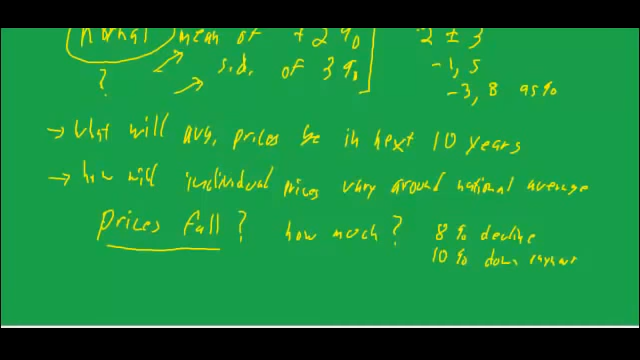 normal mean of +2% 2 ± 3
? s.d. of 3% -1, 5
-3, 8 95%
→ what will avg. prices be in next 10 years
→ how will individual prices vary around national average
prices fall? how much? 8% decline
10% down payment